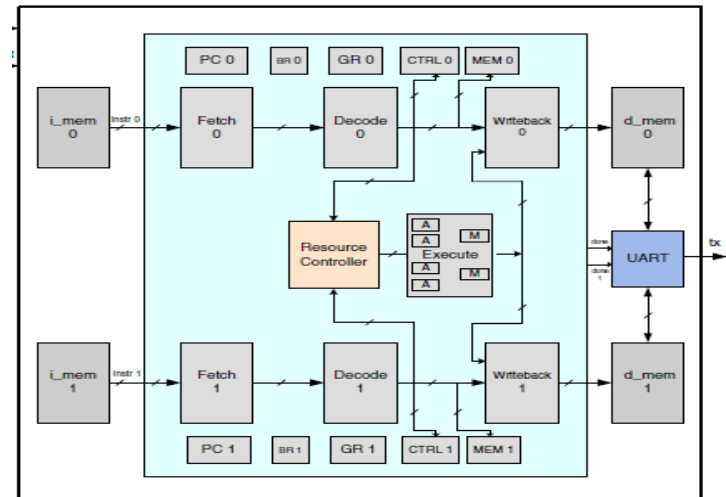 PC 0
BR 0
GR 0
CTRL 0
MEM 0
i_mem
0
Instr 0
Fetch
0
Decode
0
Writeback
0
d_mem
0
Resource
Controller
A
A
M
Execute
A
A
M
done
done
1
UART
tx
i_mem
1
Instr 1
Fetch
1
Decode
1
Writeback
1
d_mem
1
PC 1
BR 1
GR 1
CTRL 1
MEM 1